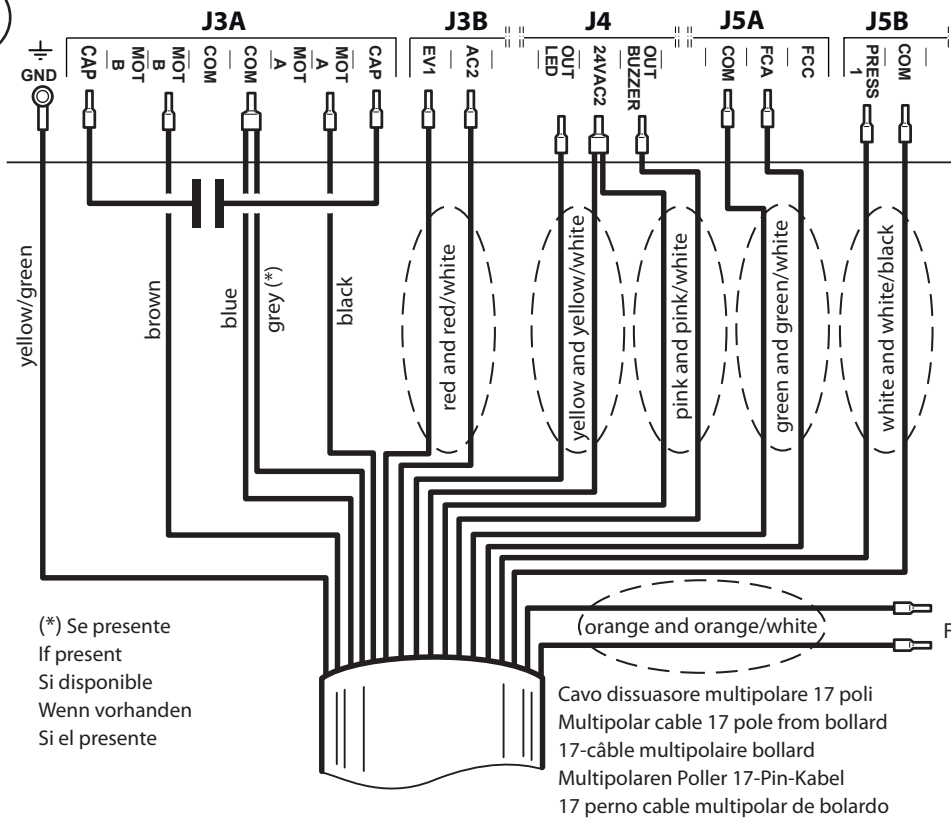 J3A J3B J4 J5A J5B
GND
CAP
MOT B
MOT B
COM
COM
MOT A
MOT A
CAP
EV1
AC2
OUT LED
24VAC2
OUT BUZZER
COM
FCA
FCC
PRESS 1
COM
yellow/green
brown
blue
grey (*)
black
red and red/white
yellow and yellow/white
pink and pink/white
green and green/white
white and white/black
orange and orange/white
(*) Se presente
If present
Si disponible
Wenn vorhanden
Si el presente
Cavo dissuasore multipolare 17 poli
Multipolar cable 17 pole from bollard
17-câble multipolaire bollard
Multipolaren Poller 17-Pin-Kabel
17 perno cable multipolar de bolardo